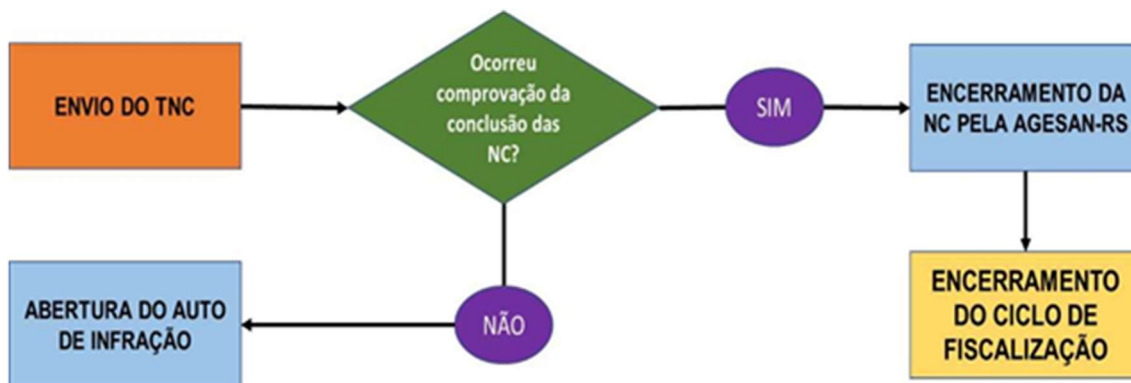 ENVIO DO TNC
Ocorreu
comprovação da
conclusão das
NC?
SIM
ENCERRAMENTO DA
NC PELA AGESAN-RS
ABERTURA DO AUTO
DE INFRAÇÃO
NÃO
ENCERRAMENTO
DO CICLO DE
FISCALIZAÇÃO